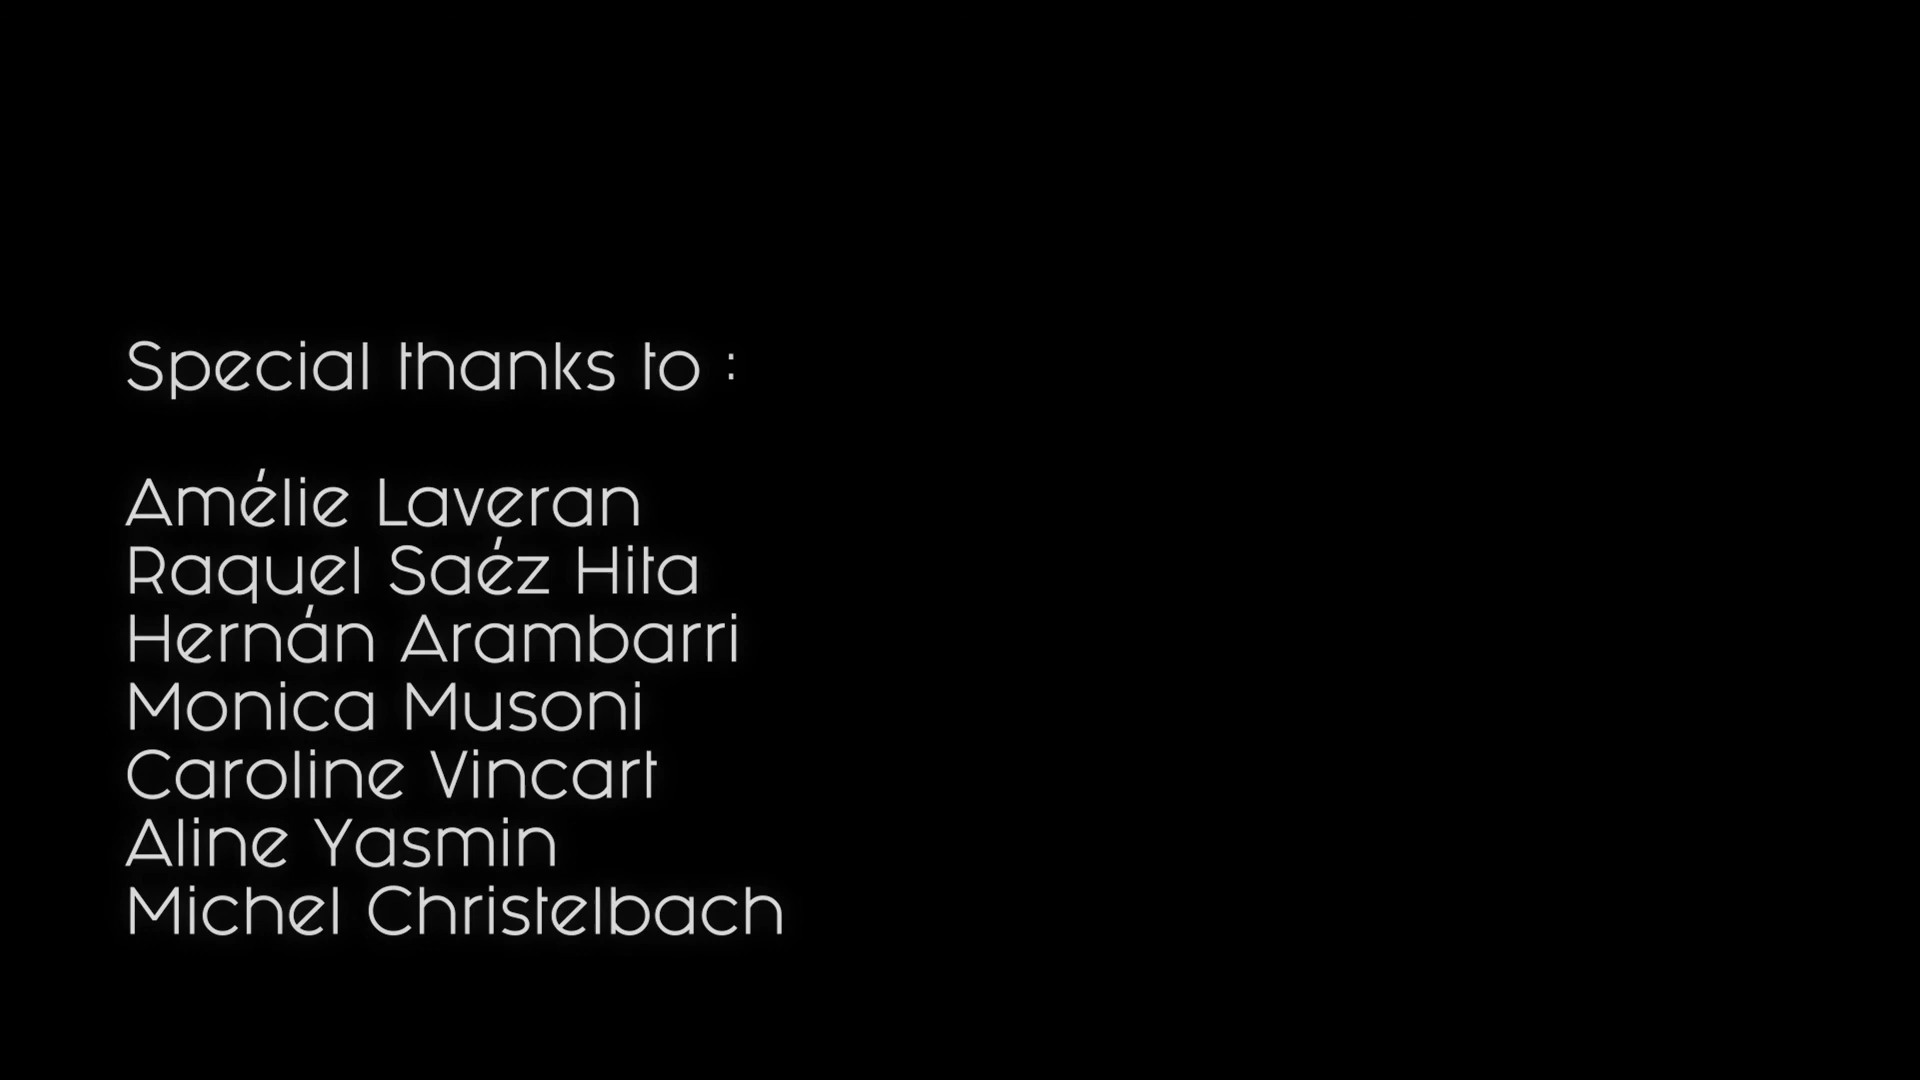 Special thanks to :
Amélie Laveran
Raquel Saéz Hita
Hernán Arambarri
Monica Musoni
Caroline Vincart
Aline Yasmin
Michel Christelbach